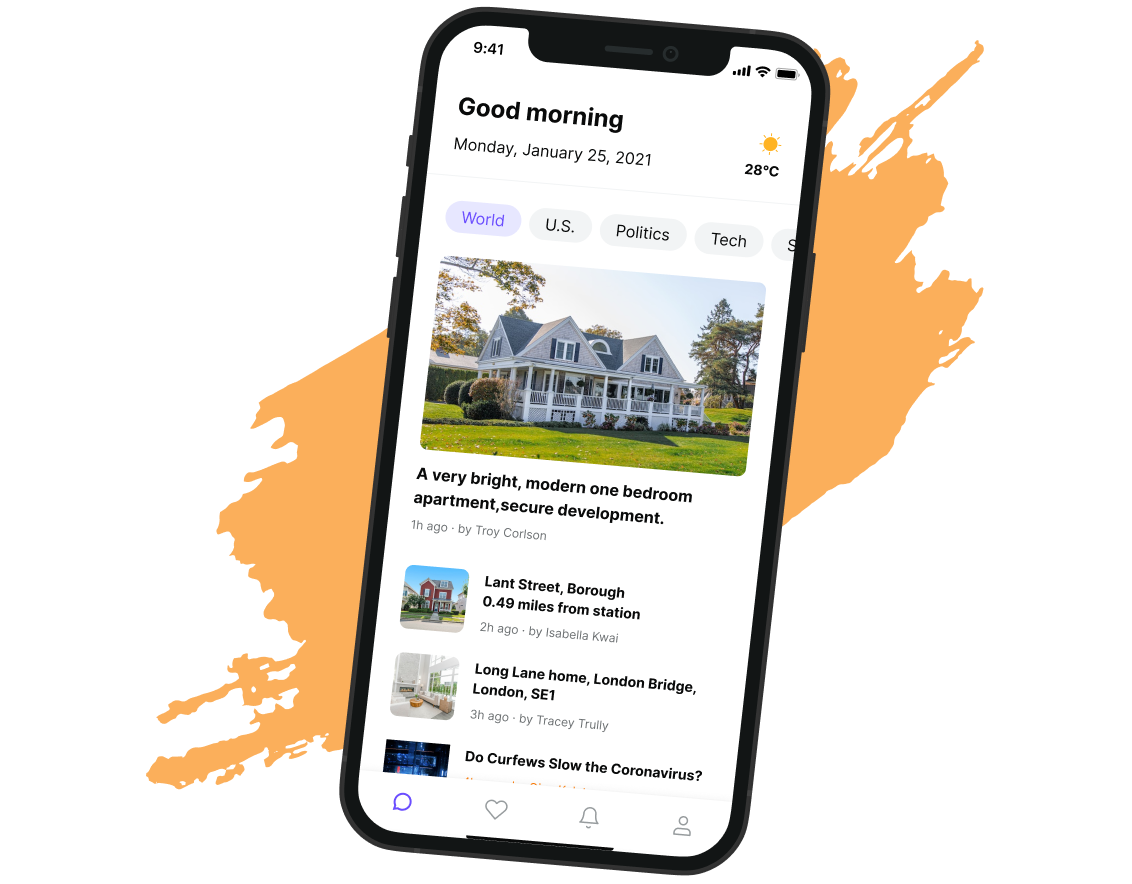 9:41
Good morning
Monday, January 25, 2021
28°C
World U.S. Politics Tech S
A very bright, modern one bedroom
apartment,secure development.
1h ago · by Troy Corlson
Lant Street, Borough
0.49 miles from station
2h ago · by Isabella Kwai
Long Lane home, London Bridge,
London, SE1
3h ago · by Tracey Trully
Do Curfews Slow the Coronavirus?